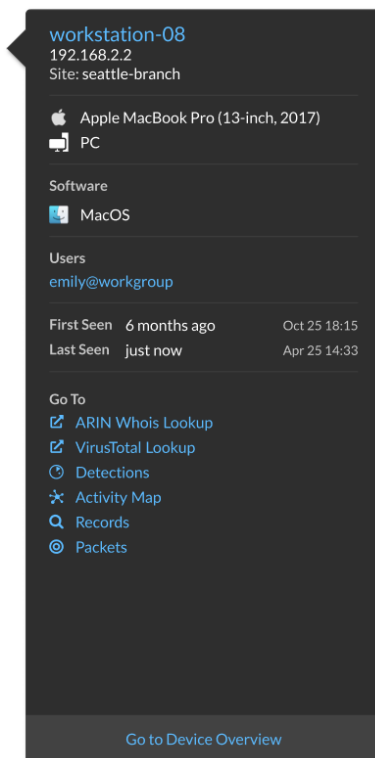 workstation-08
192.168.2.2
Site: seattle-branch
Apple MacBook Pro (13-inch, 2017)
PC
Software
MacOS
Users
emily@workgroup
First Seen 6 months ago Oct 25 18:15
Last Seen just now Apr 25 14:33
Go To
ARIN Whois Lookup
VirusTotal Lookup
Detections
Activity Map
Records
Packets
Go to Device Overview